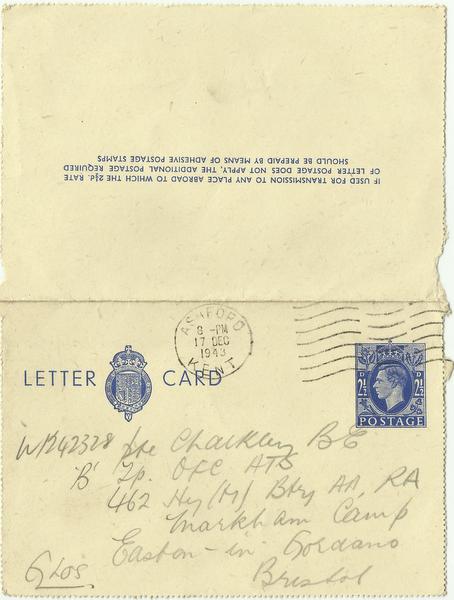 IF USED FOR TRANSMISSION TO ANY PLACE ABROAD TO WHICH THE 2½d. RATE
OF LETTER POSTAGE DOES NOT APPLY, THE ADDITIONAL POSTAGE REQUIRED
SHOULD BE PREPAID BY MEANS OF ADHESIVE POSTAGE STAMPS
ASHFORD
8 - PM
17 DEC
1943
KENT
LETTER CARD
D 2½ 2½ D
POSTAGE
W/242328 Pte Chalkley B E
'B' Tp. OFC ATS
462 Hy (M) Bty AA RA
Markham Camp
Easton-in-Gordano
Glos. Bristol